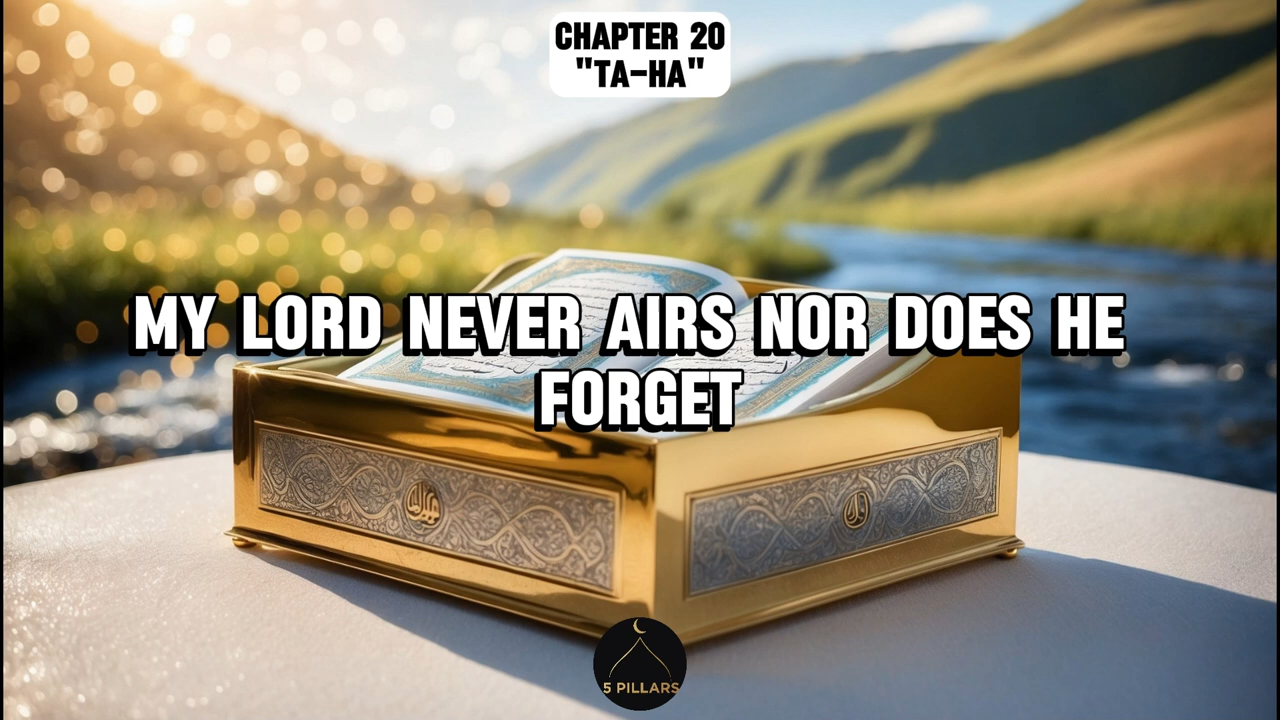 CHAPTER 20
"TA-HA"
MY LORD NEVER AIRS NOR DOES HE
FORGET
5 PILLARS